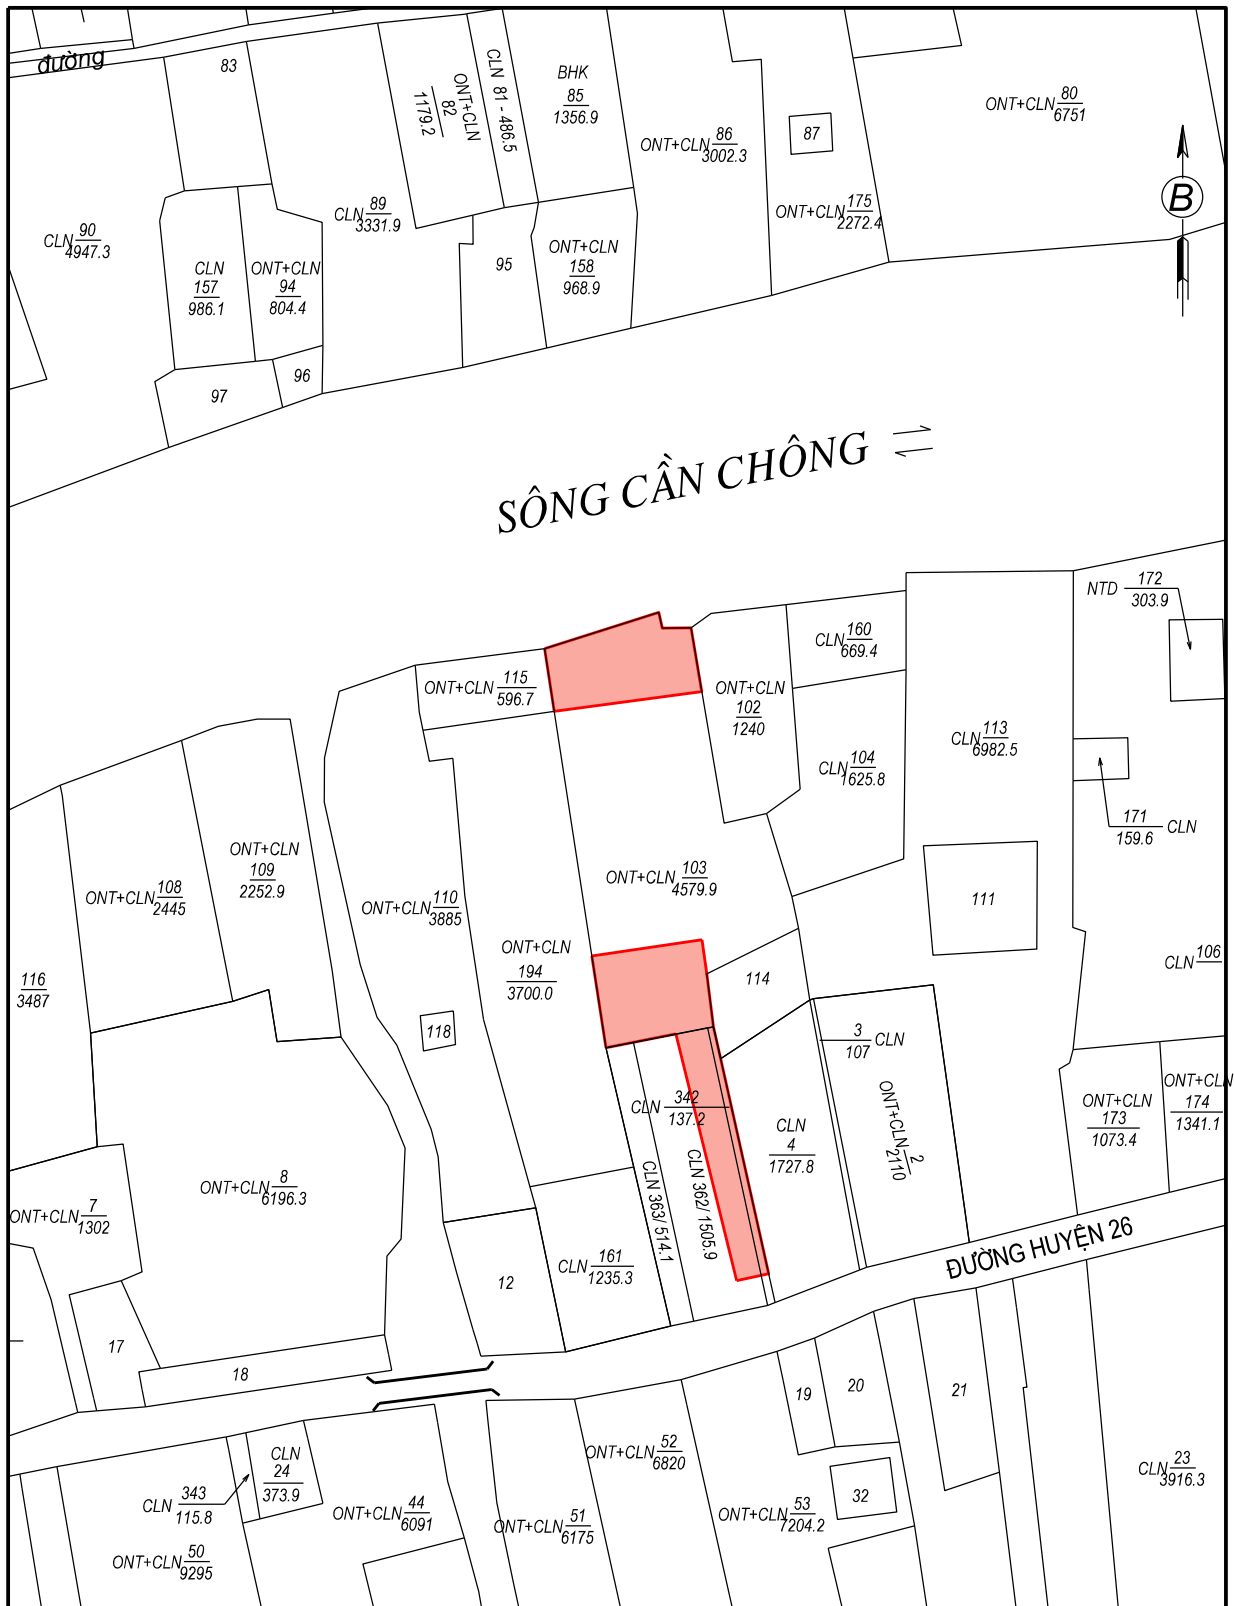 đường
83
ONT+CLN
82
1179.2
CLN 81 - 486.5
BHK
85
1356.9
ONT+CLN 86
3002.3
87
ONT+CLN 80
6751
B
CLN 90
4947.3
CLN
157
986.1
ONT+CLN
94
804.4
CLN 89
3331.9
95
ONT+CLN
158
968.9
ONT+CLN 175
2272.4
97
96
SÔNG CẦN CHÔNG
NTD 172
303.9
ONT+CLN 115
596.7
ONT+CLN
102
1240
CLN 160
669.4
CLN 104
1625.8
CLN 113
6982.5
171 CLN
159.6
ONT+CLN 108
2445
ONT+CLN
109
2252.9
ONT+CLN 110
3885
ONT+CLN 103
4579.9
111
116
3487
ONT+CLN
194
3700.0
114
CLN 106
118
3 CLN
107
CLN 342
137.2
CLN
4
1727.8
ONT+CLN 2
2110
ONT+CLN
173
1073.4
ONT+CLN
174
1341.1
ONT+CLN 7
1302
ONT+CLN 8
6196.3
CLN 363/ 514.1
CLN 362/ 1505.9
12
CLN 161
1235.3
ĐƯỜNG HUYỆN 26
17
18
19
20
21
CLN 343
115.8
CLN
24
373.9
ONT+CLN 44
6091
ONT+CLN 50
9295
ONT+CLN 51
6175
ONT+CLN 52
6820
ONT+CLN 53
7204.2
32
CLN 23
3916.3